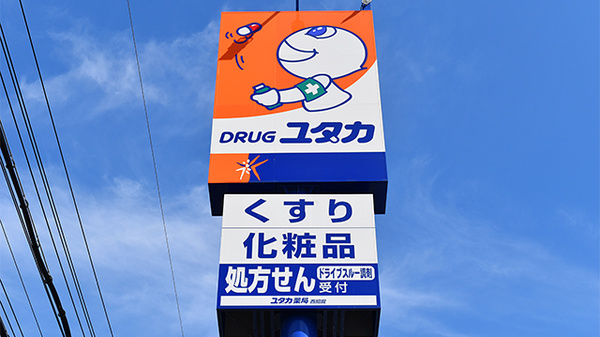 DRUG ユタカ
くすり
化粧品
処方せん ドライブスルー調剤
受付
ユタカ薬局